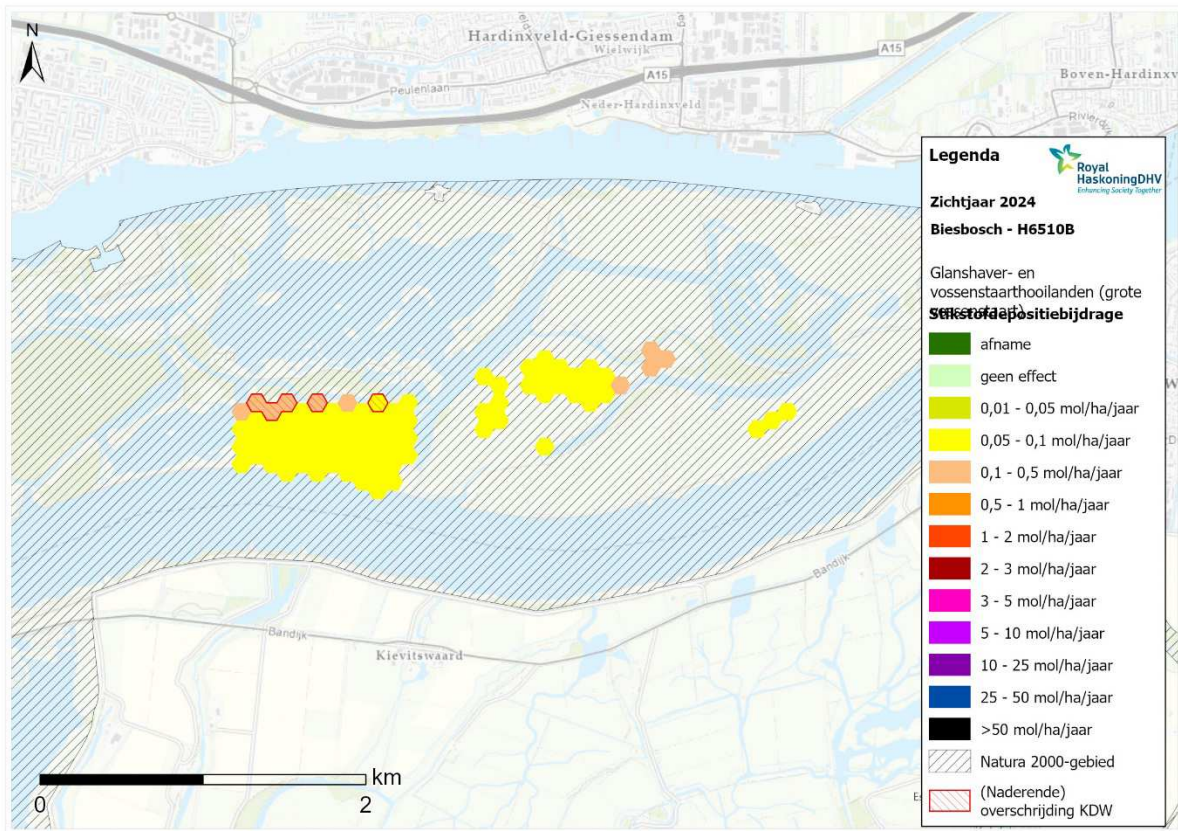 N
Hardinxveld-Giessendam
Wielwijk
A15
Boven-Hardinxv
Peulenlaan
A15
Neder-Hardinxveld
Rivierdijk
Legenda
Royal
HaskoningDHV
Enhancing Society Together
Zichtjaar 2024
Biesbosch - H6510B
Glanshaver- en
vossenstaarthooilanden (grote
vossenstaart)
Stikstofdepositiebijdrage
afname
geen effect
0,01 - 0,05 mol/ha/jaar
0,05 - 0,1 mol/ha/jaar
0,1 - 0,5 mol/ha/jaar
0,5 - 1 mol/ha/jaar
1 - 2 mol/ha/jaar
2 - 3 mol/ha/jaar
3 - 5 mol/ha/jaar
5 - 10 mol/ha/jaar
10 - 25 mol/ha/jaar
25 - 50 mol/ha/jaar
>50 mol/ha/jaar
Natura 2000-gebied
(Naderende)
overschrijding KDW
Bandijk
Bandijk
Kievitswaard
km
0
2